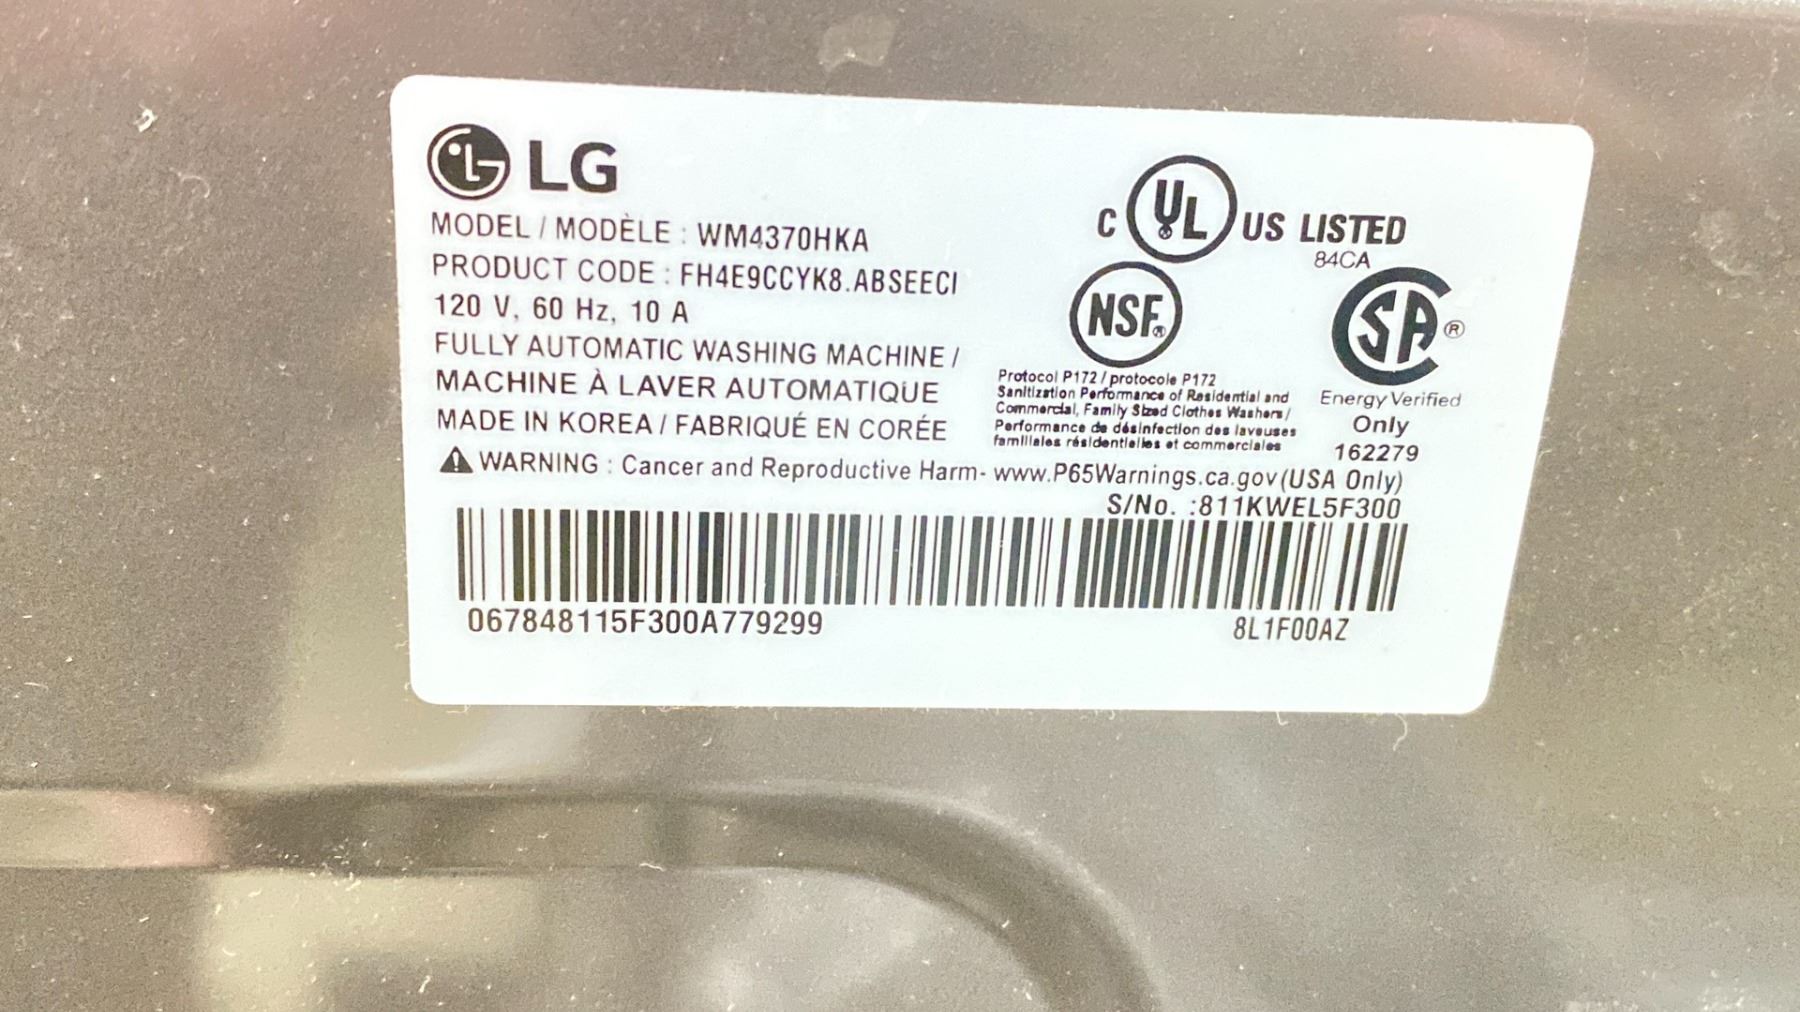 LG
MODEL / MODÈLE : WM4370HKA
PRODUCT CODE : FH4E9CCYK8.ABSEECI
120 V, 60 Hz, 10 A
FULLY AUTOMATIC WASHING MACHINE /
MACHINE À LAVER AUTOMATIQUE
MADE IN KOREA / FABRIQUÉ EN CORÉE
C UL US LISTED
84CA
NSF®
Protocol P172 / protocole P172
Sanitization Performance of Residential and
Commercial, Family Sized Clothes Washers /
Performance de désinfection des laveuses
familiales résidentielles et commerciales
SA ®
Energy Verified
Only
162279
WARNING : Cancer and Reproductive Harm- www.P65Warnings.ca.gov (USA Only)
S/No. :811KWEL5F300
067848115F300A779299
8L1F00AZ